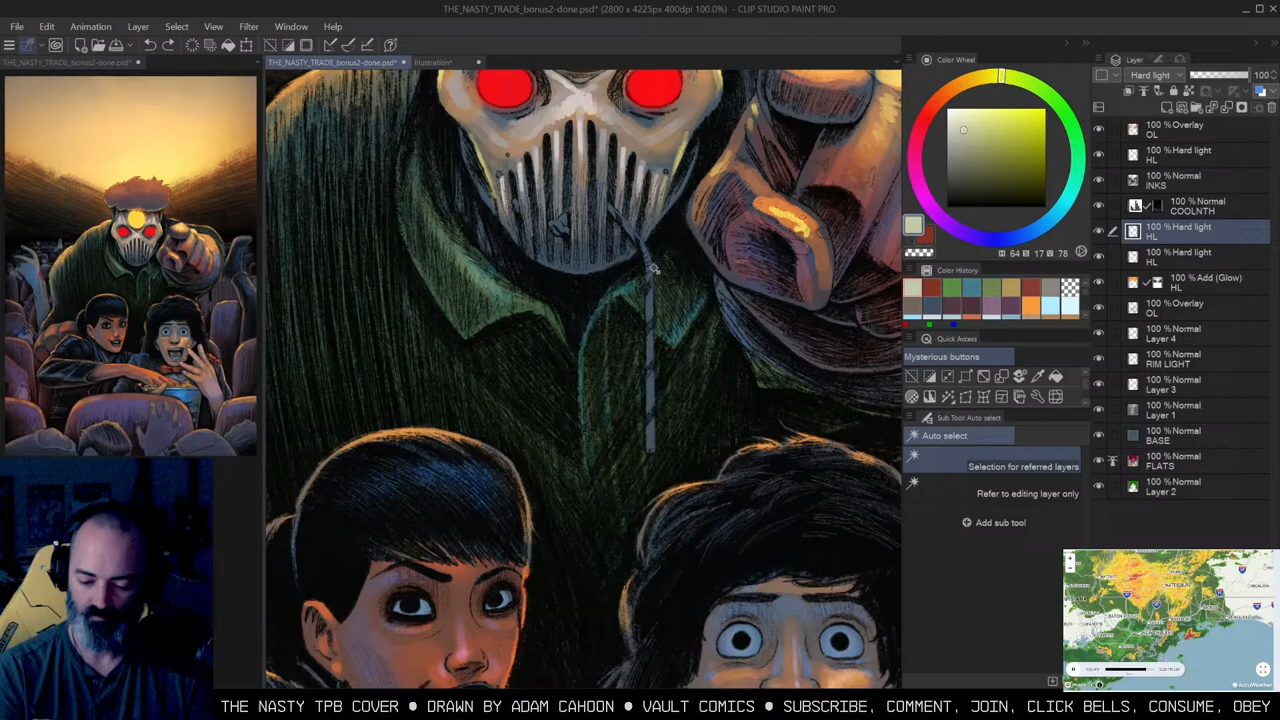 THE_NASTY_TRADE_bonus2-done.psd* (2800 x 4225px 400dpi 100.0%) - CLIP STUDIO PAINT PRO
File Edit Animation Layer Select View Filter Window Help
THE_NASTY_TRADE_bonus2-done.psd*
THE_NASTY_TRADE_bonus2-done.psd*
Illustration*
Color Wheel
H 64 S 17 V 78
Color History
Quick Access
Mysterious buttons
Sub Tool: Auto select
Auto select
Selection for referred layers
Refer to editing layer only
Add sub tool
Layer
Hard light
100
100 % Overlay
OL
100 % Hard light
HL
100 % Normal
INKS
100 % Normal
COOLNTH
100 % Hard light
HL
100 % Hard light
HL
100 % Add (Glow)
HL
100 % Overlay
OL
100 % Normal
Layer 4
100 % Normal
RIM LIGHT
100 % Normal
Layer 3
100 % Normal
Layer 1
100 % Normal
BASE
100 % Normal
FLATS
100 % Normal
Layer 2
AccuWeather
THE NASTY TPB COVER ● DRAWN BY ADAM CAHOON ● VAULT COMICS ● SUBSCRIBE, COMMENT, JOIN, CLICK BELLS, CONSUME, OBEY